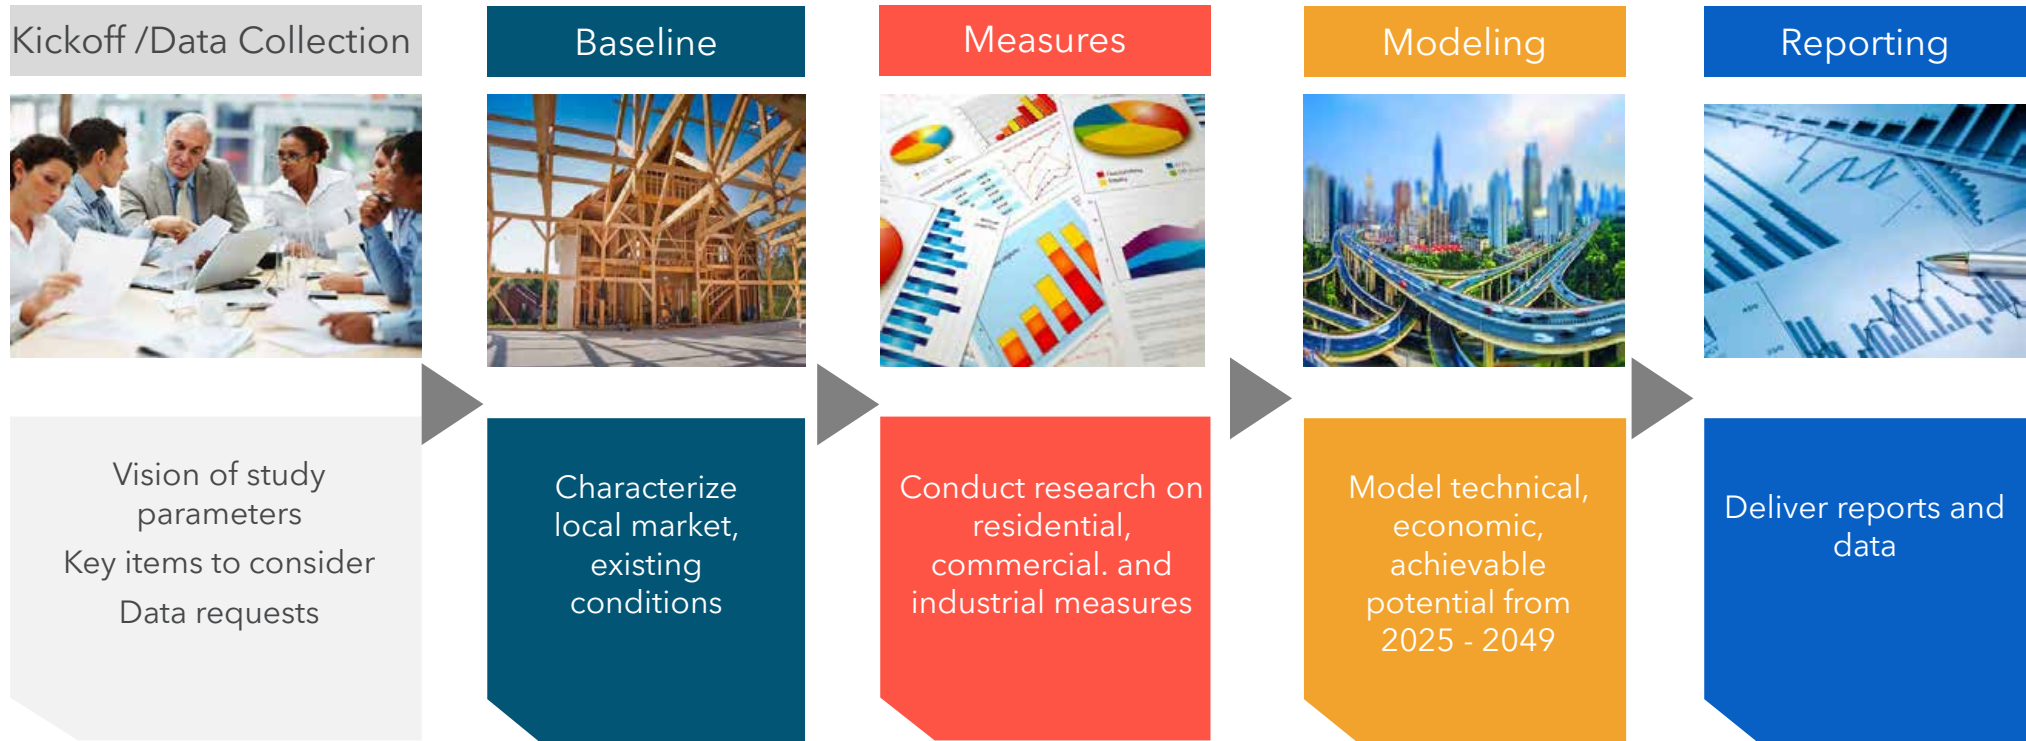 Kickoff /Data Collection
Baseline
Measures
Modeling
Reporting
Vision of study
parameters
Key items to consider
Data requests
Characterize
local market,
existing
conditions
Conduct research on
residential,
commercial. and
industrial measures
Model technical,
economic,
achievable
potential from
2025 - 2049
Deliver reports and
data